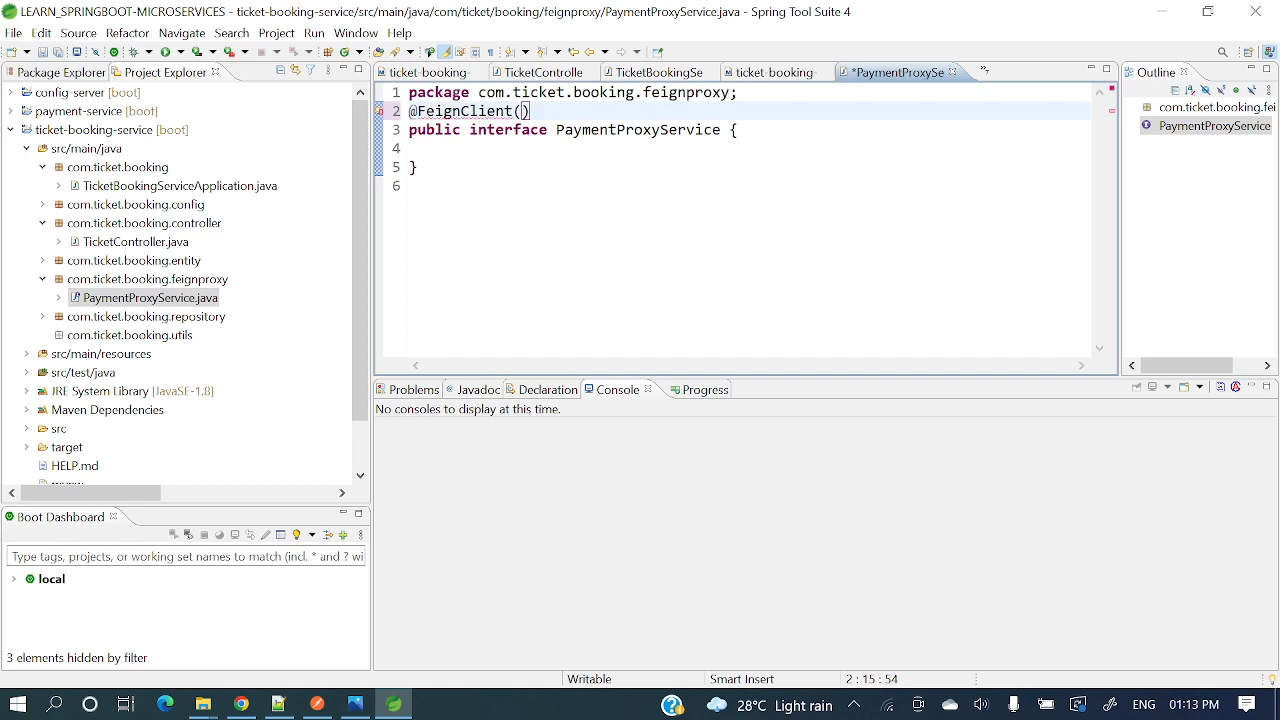 LEARN_SPRINGBOOT-MICROSERVICES - ticket-booking-service/src/main/java/com/ticket/booking/feignproxy/PaymentProxyService.java - Spring Tool Suite 4
File Edit Source Refactor Navigate Search Project Run Window Help
Package Explorer Project Explorer
config-server [boot]
payment-service [boot]
ticket-booking-service [boot]
src/main/java
com.ticket.booking
TicketBookingServiceApplication.java
com.ticket.booking.config
com.ticket.booking.controller
TicketController.java
com.ticket.booking.entity
com.ticket.booking.feignproxy
PaymentProxyService.java
com.ticket.booking.repository
com.ticket.booking.utils
src/main/resources
src/test/java
JRE System Library [JavaSE-1.8]
Maven Dependencies
src
target
HELP.md
Boot Dashboard
Type tags, projects, or working set names to match (incl. * and ? wi
local
3 elements hidden by filter
ticket-booking- TicketControlle TicketBookingSe ticket-booking- *PaymentProxySe
1 package com.ticket.booking.feignproxy;
2 @FeignClient()
3 public interface PaymentProxyService {
4
5 }
6
Problems Javadoc Declaration Console Progress
No consoles to display at this time.
Outline
com.ticket.booking.fei
PaymentProxyService
Writable Smart Insert 2 : 15 : 54
28°C Light rain ENG 01:13 PM